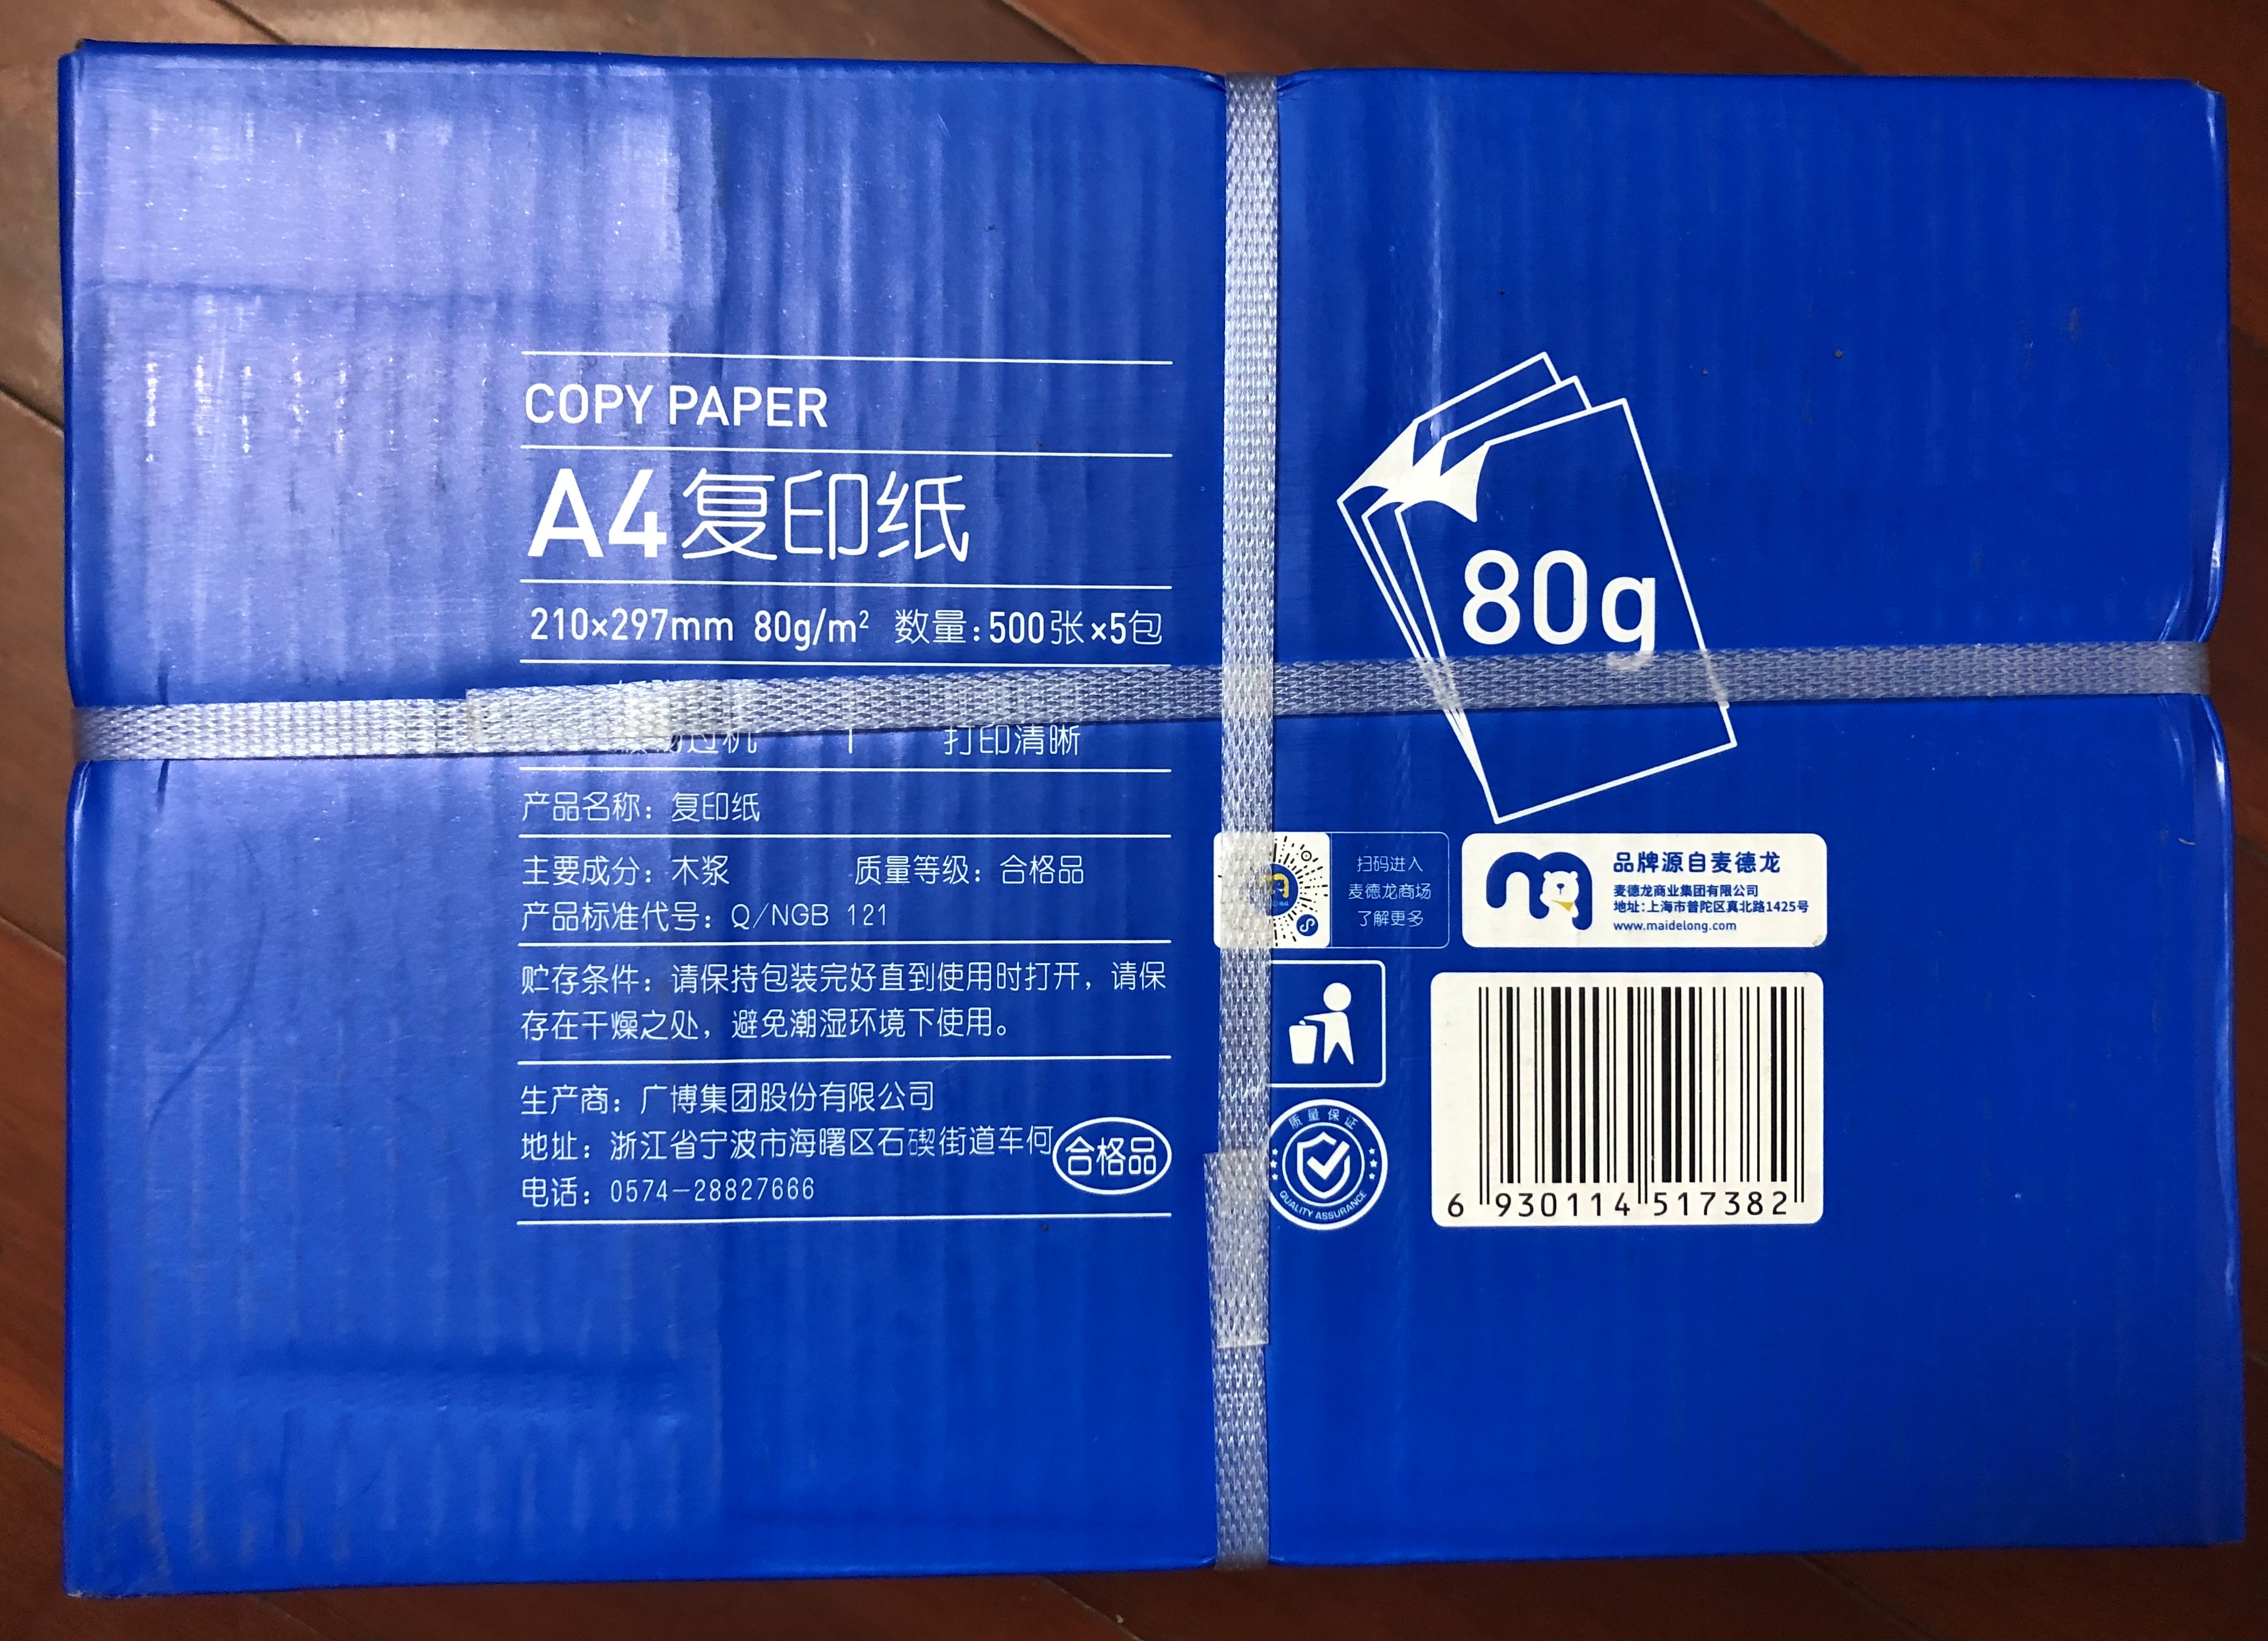 COPY PAPER
A4复印纸
210×297mm 80g/m² 数量:500张×5包
过机 | 打印清晰
产品名称：复印纸
主要成分：木浆 质量等级：合格品
产品标准代号：Q/NGB 121
贮存条件：请保持包装完好直到使用时打开，请保
存在干燥之处，避免潮湿环境下使用。
生产商：广博集团股份有限公司
地址：浙江省宁波市海曙区石碶街道车何
合格品
电话：0574-28827666
80g
扫码进入
麦德龙商场
了解更多
品牌源自麦德龙
麦德龙商业集团有限公司
地址:上海市普陀区真北路1425号
www.maidelong.com
质量保证
QUALITY ASSURANCE
6 930114 517382